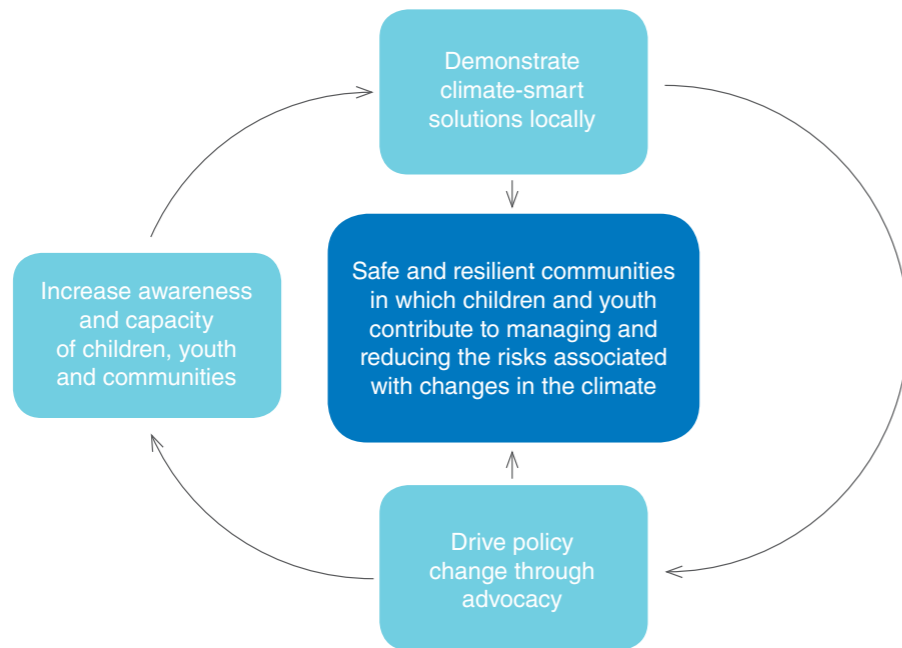 Demonstrate
climate-smart
solutions locally
Increase awareness
and capacity
of children, youth
and communities
Safe and resilient communities
in which children and youth
contribute to managing and
reducing the risks associated
with changes in the climate
Drive policy
change through
advocacy